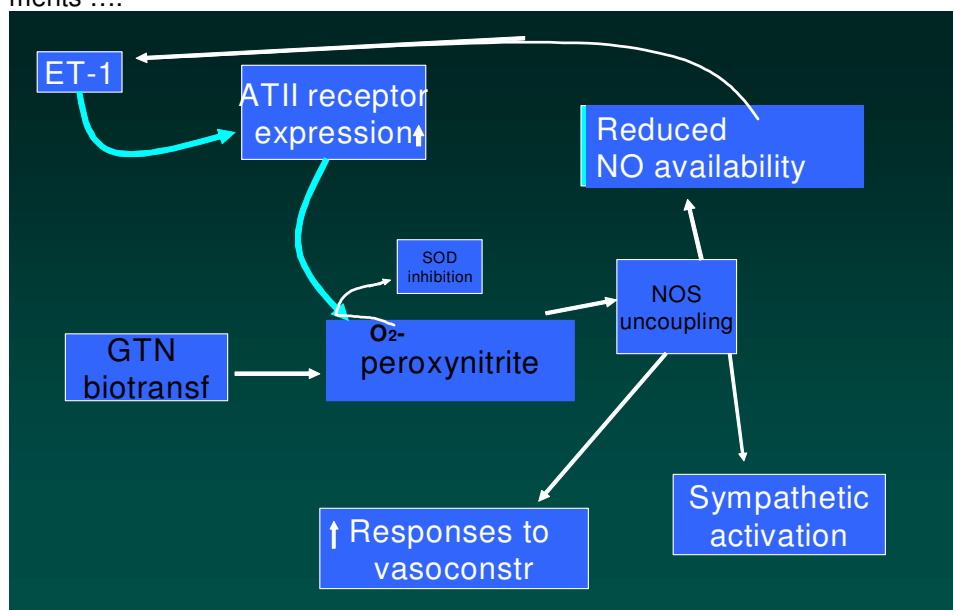 ments ….
ET-1
ATII receptor
expression↑
Reduced
NO availability
SOD
inhibition
NOS
uncoupling
O2-
peroxynitrite
GTN
biotransf
↑ Responses to
vasoconstr
Sympathetic
activation